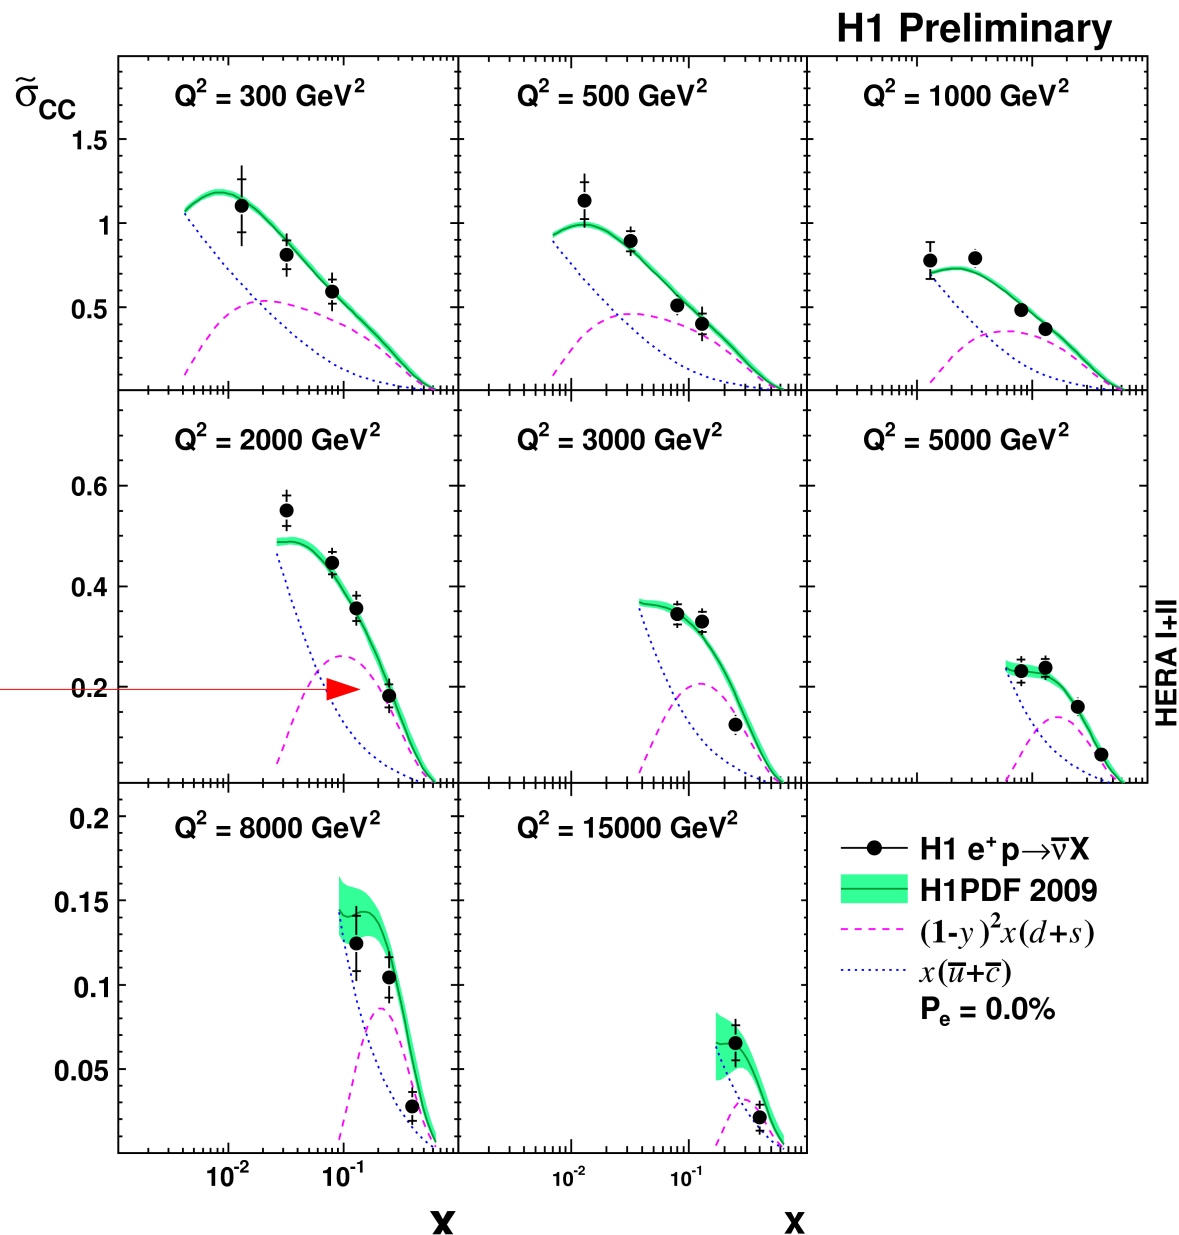 H1 Preliminary
σ̃CC
Q² = 300 GeV²
Q² = 500 GeV²
Q² = 1000 GeV²
1.5
1
0.5
Q² = 2000 GeV²
Q² = 3000 GeV²
Q² = 5000 GeV²
0.6
0.4
0.2
HERA I+II
Q² = 8000 GeV²
Q² = 15000 GeV²
0.2
0.15
0.1
0.05
H1 e⁺p→ν̅X
H1PDF 2009
(1-y)²x(d+s)
x(u̅+c̅)
Pₑ = 0.0%
10⁻² 10⁻¹ 10⁻² 10⁻¹
x x